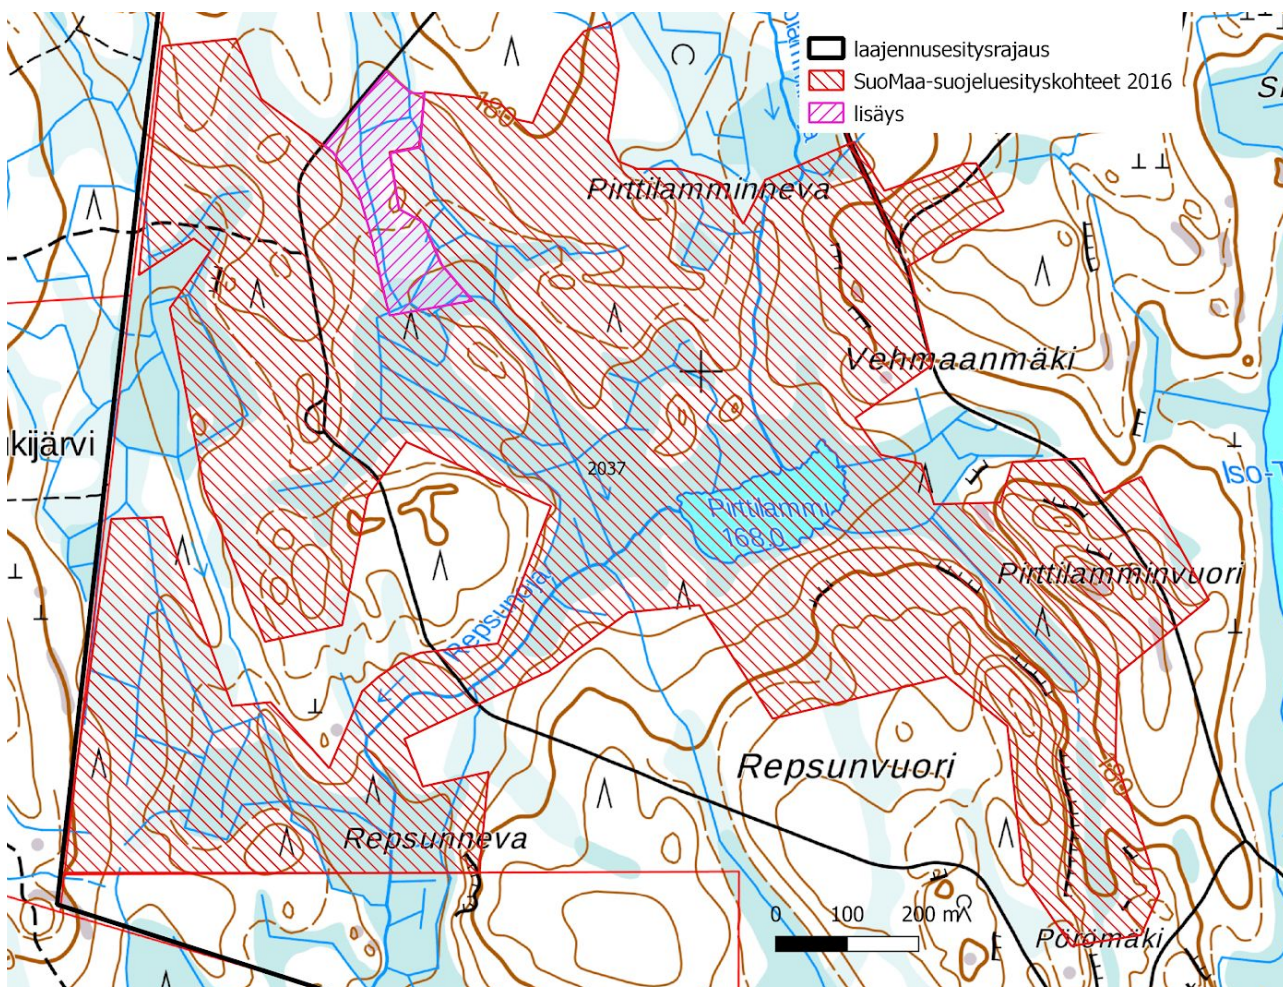 laajennusesitysrajaus
SuoMaa-suojeluesityskohteet 2016
lisäys
180
Pirttilamminneva
Vehmaanmäki
kijärvi
2037
Iso-
Pirttilammi
168.0
Repsunoja
Pirttilamminvuori
Repsunvuori
180
Repsunneva
0 100 200 m
Pörömäki